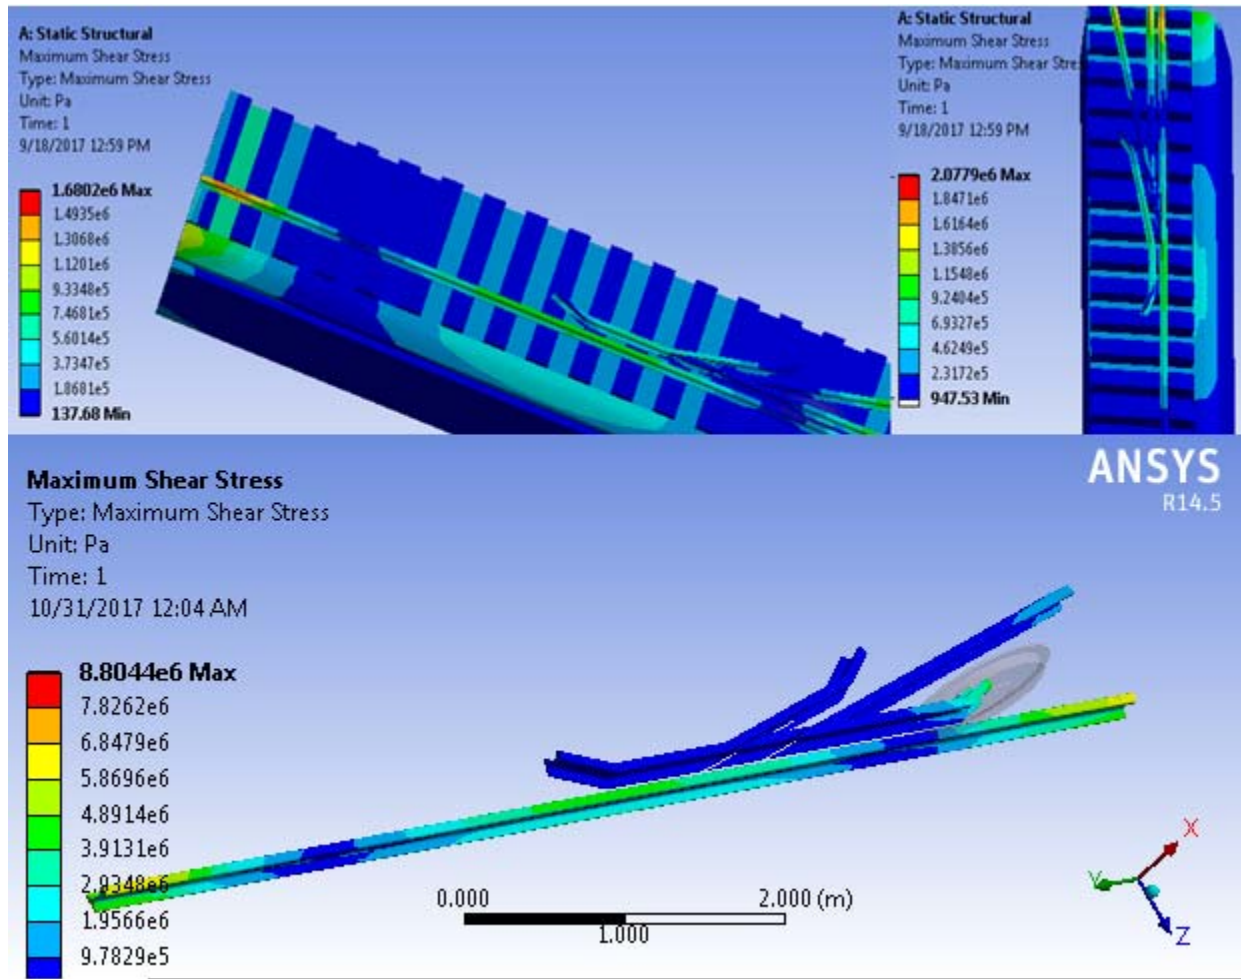 A: Static Structural
Maximum Shear Stress
Type: Maximum Shear Stress
Unit: Pa
Time: 1
9/18/2017 12:59 PM
1.6802e6 Max
1.4935e6
1.3068e6
1.1201e6
9.3348e5
7.4681e5
5.6014e5
3.7347e5
1.8681e5
137.68 Min
A: Static Structural
Maximum Shear Stress
Type: Maximum Shear Stre
Unit: Pa
Time: 1
9/18/2017 12:59 PM
2.0779e6 Max
1.8471e6
1.6164e6
1.3856e6
1.1548e6
9.2404e5
6.9327e5
4.6249e5
2.3172e5
947.53 Min
ANSYS
R14.5
Maximum Shear Stress
Type: Maximum Shear Stress
Unit: Pa
Time: 1
10/31/2017 12:04 AM
8.8044e6 Max
7.8262e6
6.8479e6
5.8696e6
4.8914e6
3.9131e6
2.9348e6
1.9566e6
9.7829e5
0.000 2.000 (m)
1.000
X
Y
Z